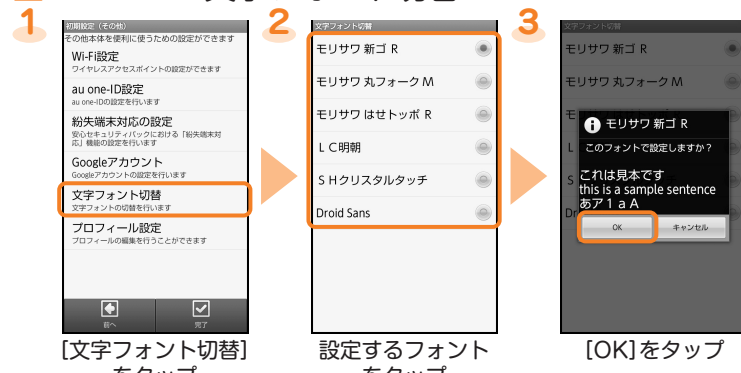 1
初期設定（その他）
その他本体を便利に使うための設定ができます
Wi-Fi設定
ワイヤレスアクセスポイントの設定ができます
au one-ID設定
au one-IDの設定を行います
紛失端末対応の設定
安心セキュリティパックにおける「紛失端末対
応」機能の設定を行います
Googleアカウント
Googleアカウントの設定を行います
文字フォント切替
文字フォントの切替を行います
プロフィール設定
プロフィールの編集を行うことができます
前へ
完了
[文字フォント切替]
をタップ
2
文字フォント切替
モリサワ 新ゴ R
モリサワ 丸フォーク M
モリサワ はせトッポ R
ＬＣ明朝
ＳＨクリスタルタッチ
Droid Sans
設定するフォント
をタップ
3
文字フォント切替
モリサワ 新ゴ R
モリサワ 丸フォーク M
モリサワ 新ゴ R
このフォントで設定しますか？
これは見本です
this is a sample sentence
あア１ａＡ
OK
キャンセル
[OK]をタップ